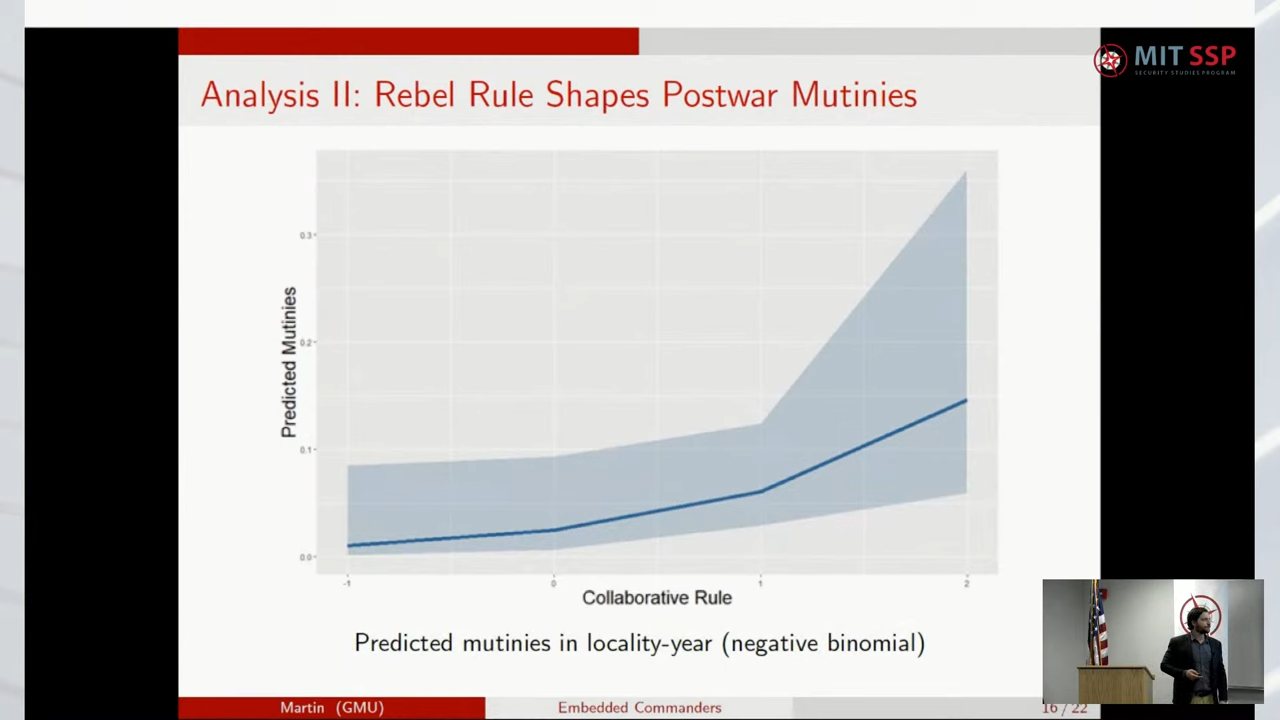 MIT SSP
SECURITY STUDIES PROGRAM
Analysis II: Rebel Rule Shapes Postwar Mutinies
Predicted Mutinies
0.3
0.2
0.1
0.0
-1 0 1 2
Collaborative Rule
Predicted mutinies in locality-year (negative binomial)
Martin (GMU) Embedded Commanders 16 / 22